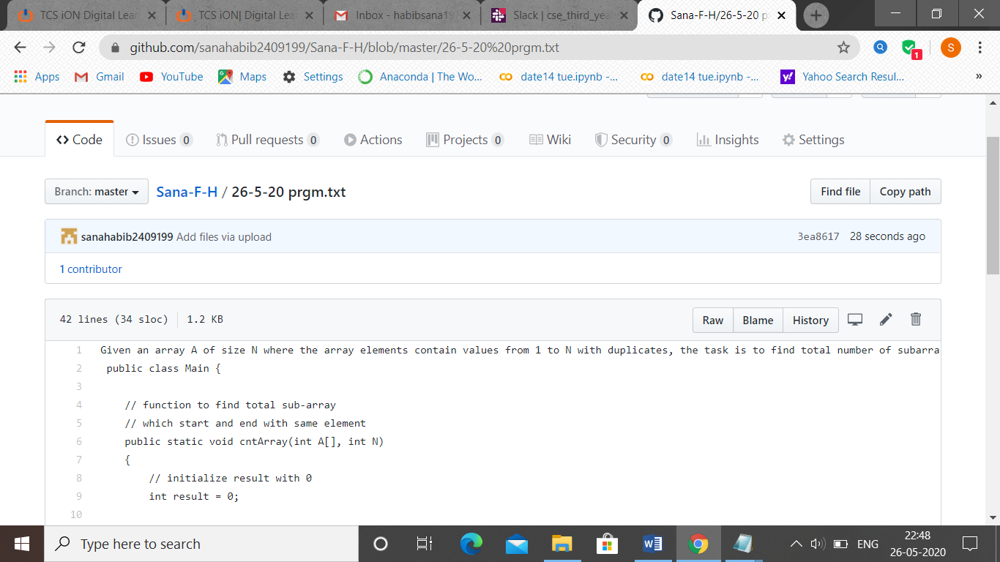 TCS iON Digital Lea
TCS iON| Digital Lea
Inbox - habibsana19
Slack | cse_third_yea
Sana-F-H/26-5-20 p
github.com/sanahabib2409199/Sana-F-H/blob/master/26-5-20%20prgm.txt
1
S
Apps
Gmail
YouTube
Maps
Settings
Anaconda | The Wo...
date14 tue.ipynb -...
date14 tue.ipynb -...
Yahoo Search Resul...
»
<> Code
Issues 0
Pull requests 0
Actions
Projects 0
Wiki
Security 0
Insights
Settings
Branch: master
Sana-F-H / 26-5-20 prgm.txt
Find file
Copy path
sanahabib2409199 Add files via upload
3ea8617 28 seconds ago
1 contributor
42 lines (34 sloc) 1.2 KB
Raw
Blame
History
1 Given an array A of size N where the array elements contain values from 1 to N with duplicates, the task is to find total number of subarra
2 public class Main {
3
4 // function to find total sub-array
5 // which start and end with same element
6 public static void cntArray(int A[], int N)
7 {
8 // initialize result with 0
9 int result = 0;
10
Type here to search
ENG
22:48
26-05-2020